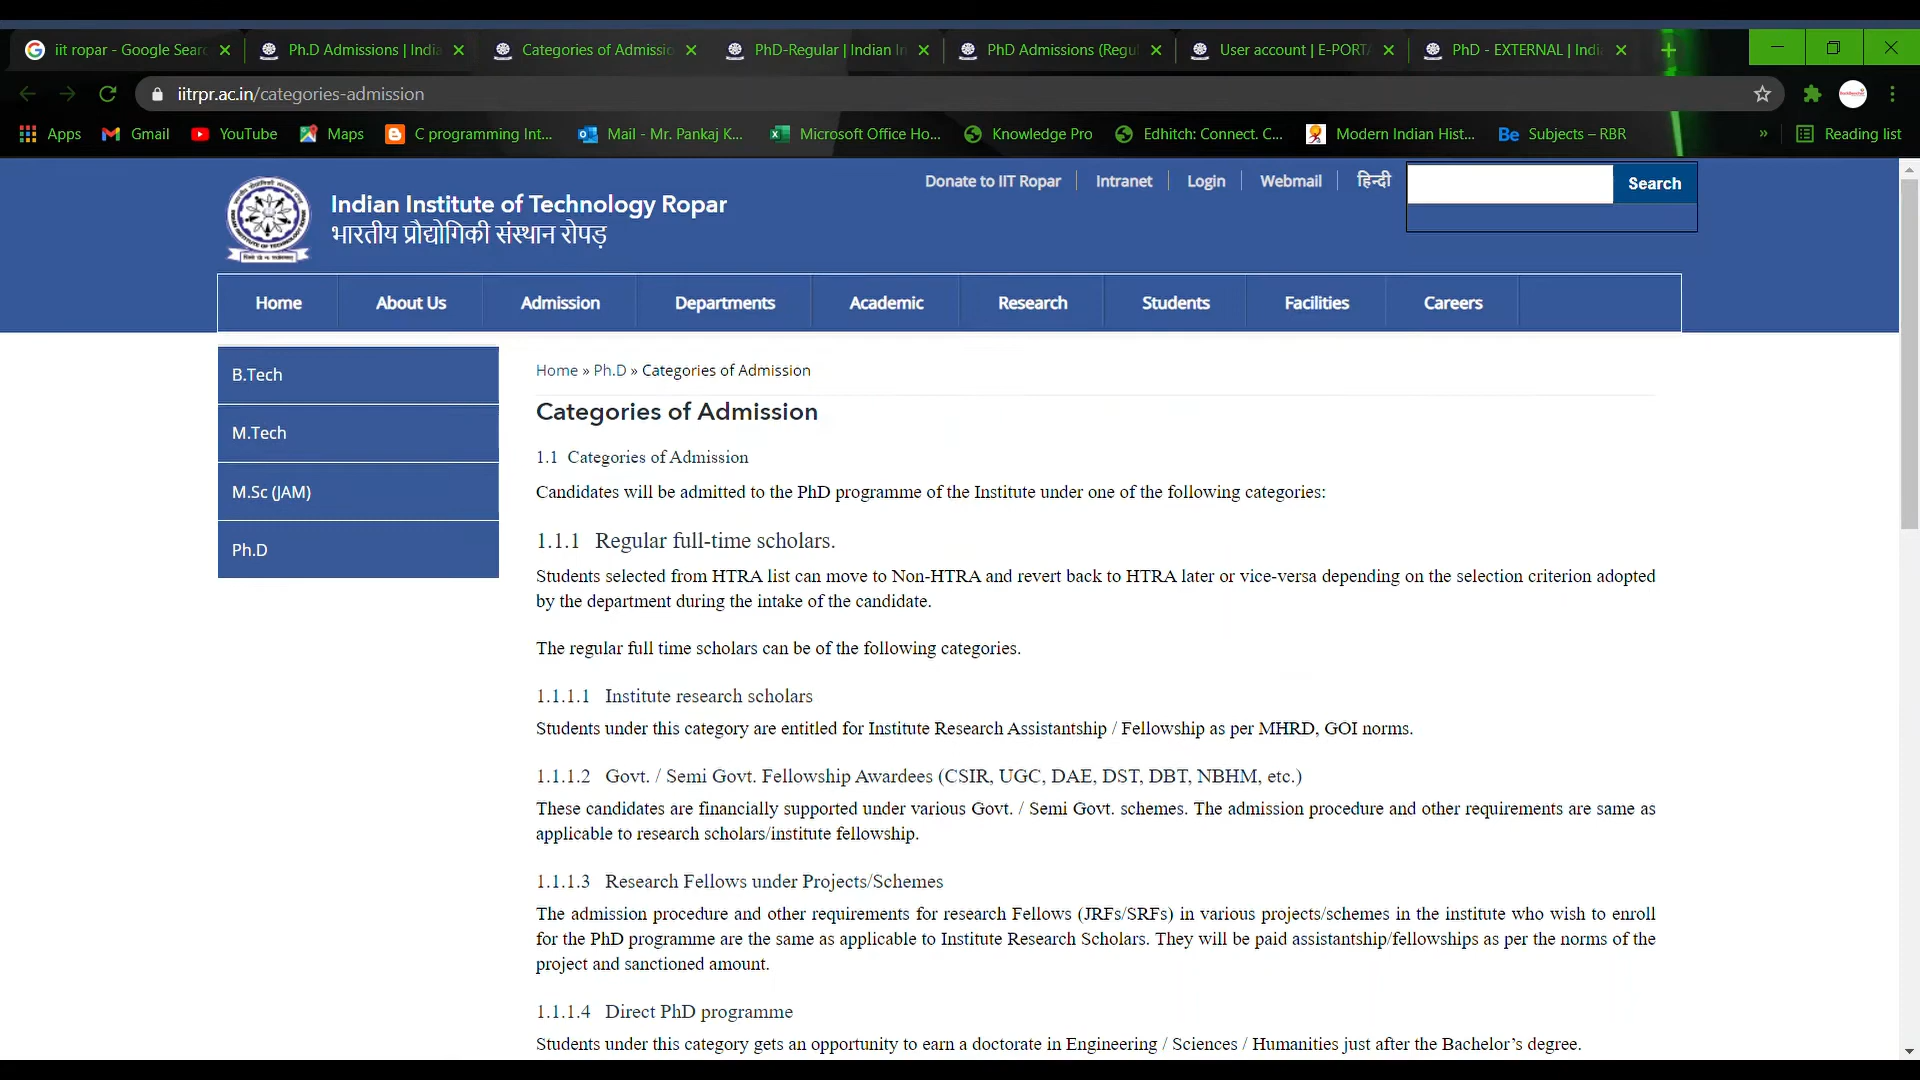 iit ropar - Google Searc
Ph.D Admissions | India
Categories of Admissio
PhD-Regular | Indian In
PhD Admissions (Regul
User account | E-PORTA
PhD - EXTERNAL | Indi
iitrpr.ac.in/categories-admission
Apps
Gmail
YouTube
Maps
C programming Int...
Mail - Mr. Pankaj K...
Microsoft Office Ho...
Knowledge Pro
Edhitch: Connect. C...
Modern Indian Hist...
Be Subjects – RBR
»
Reading list
Donate to IIT Ropar
Intranet
Login
Webmail
हिन्दी
Search
Indian Institute of Technology Ropar
भारतीय प्रौद्योगिकी संस्थान रोपड़
Home
About Us
Admission
Departments
Academic
Research
Students
Facilities
Careers
B.Tech
M.Tech
M.Sc (JAM)
Ph.D
Home » Ph.D » Categories of Admission
Categories of Admission
1.1 Categories of Admission
Candidates will be admitted to the PhD programme of the Institute under one of the following categories:
1.1.1 Regular full-time scholars.
Students selected from HTRA list can move to Non-HTRA and revert back to HTRA later or vice-versa depending on the selection criterion adopted
by the department during the intake of the candidate.
The regular full time scholars can be of the following categories.
1.1.1.1 Institute research scholars
Students under this category are entitled for Institute Research Assistantship / Fellowship as per MHRD, GOI norms.
1.1.1.2 Govt. / Semi Govt. Fellowship Awardees (CSIR, UGC, DAE, DST, DBT, NBHM, etc.)
These candidates are financially supported under various Govt. / Semi Govt. schemes. The admission procedure and other requirements are same as
applicable to research scholars/institute fellowship.
1.1.1.3 Research Fellows under Projects/Schemes
The admission procedure and other requirements for research Fellows (JRFs/SRFs) in various projects/schemes in the institute who wish to enroll
for the PhD programme are the same as applicable to Institute Research Scholars. They will be paid assistantship/fellowships as per the norms of the
project and sanctioned amount.
1.1.1.4 Direct PhD programme
Students under this category gets an opportunity to earn a doctorate in Engineering / Sciences / Humanities just after the Bachelor’s degree.